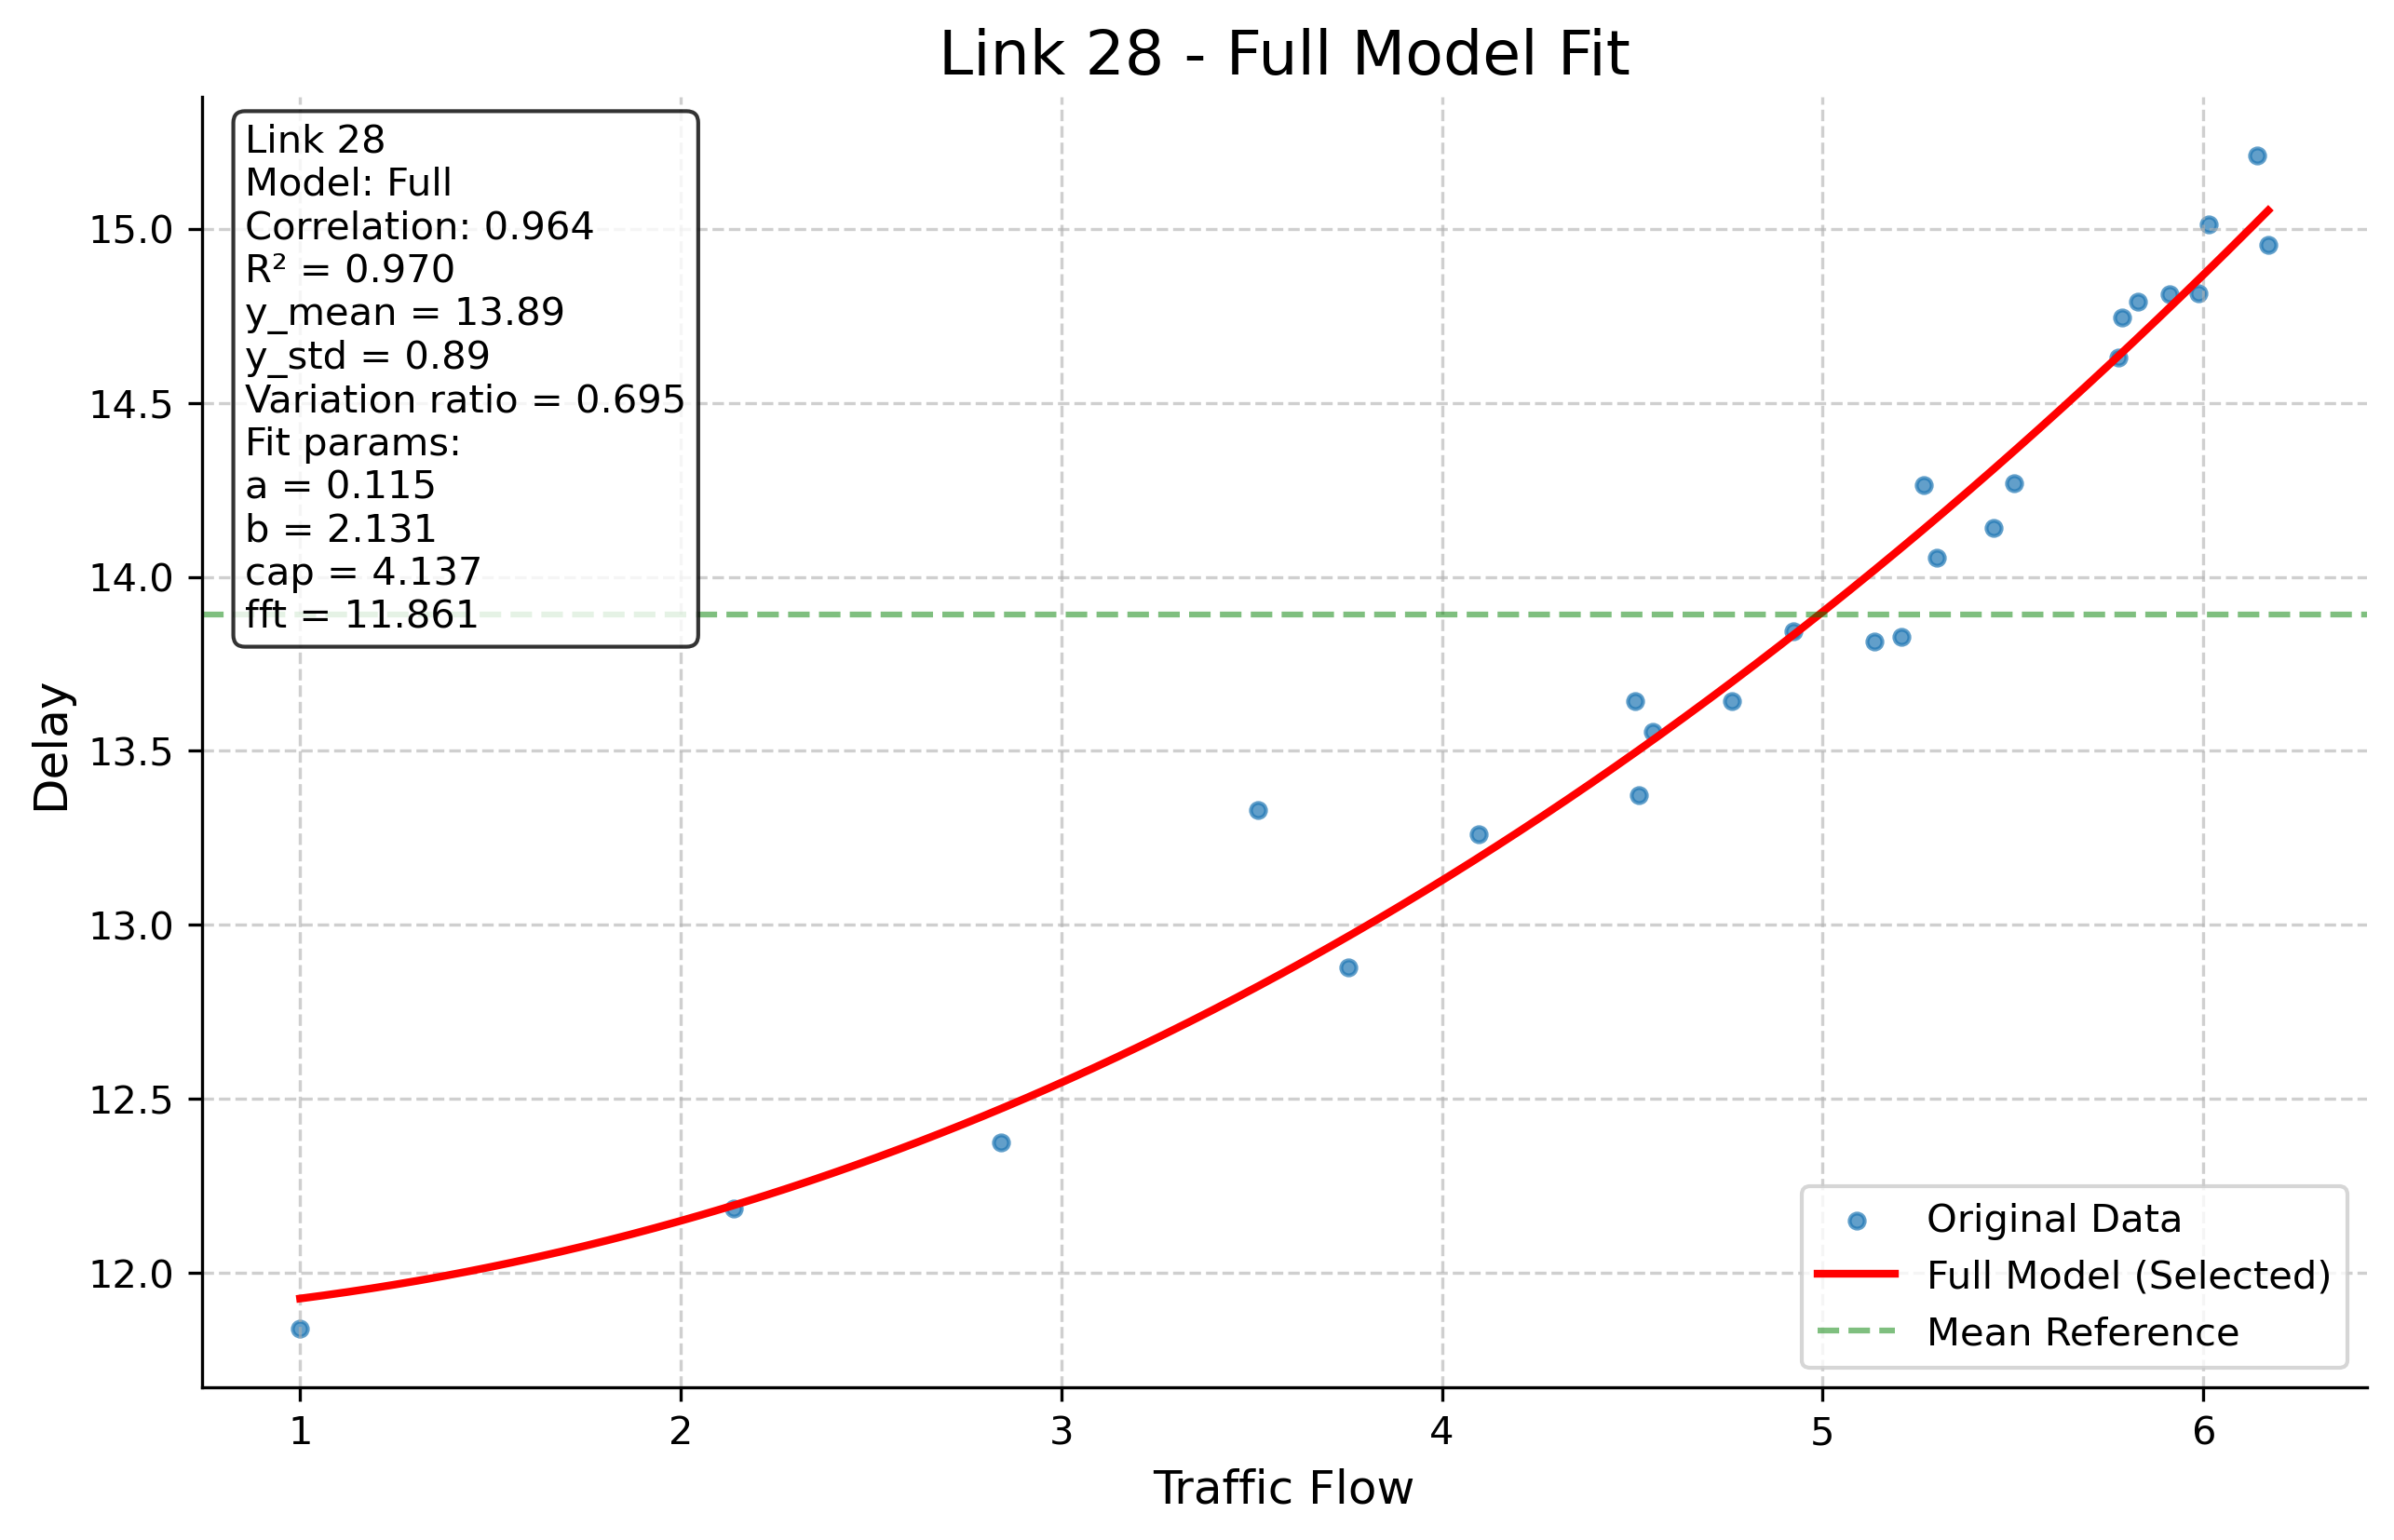 Link 28 - Full Model Fit
Link 28
Model: Full
Correlation: 0.964
R² = 0.970
y_mean = 13.89
y_std = 0.89
Variation ratio = 0.695
Fit params:
a = 0.115
b = 2.131
cap = 4.137
fft = 11.861
15.0
14.5
14.0
13.5
13.0
12.5
12.0
Delay
Original Data
Full Model (Selected)
Mean Reference
1 2 3 4 5 6
Traffic Flow